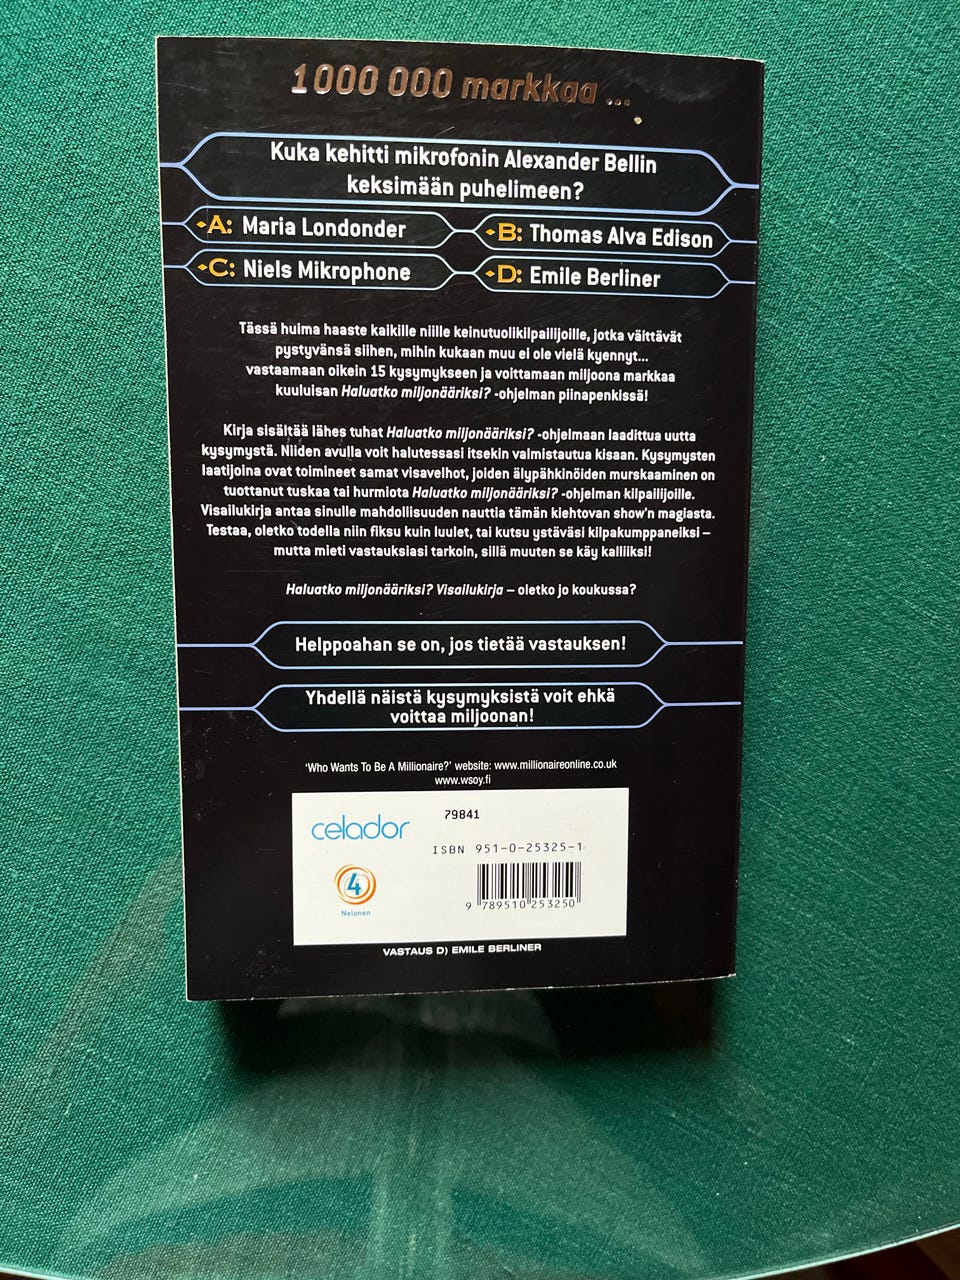 1 000 000 markkaa ...
Kuka kehitti mikrofonin Alexander Bellin
keksimään puhelimeen?
A: Maria Londonder
B: Thomas Alva Edison
C: Niels Mikrophone
D: Emile Berliner
Tässä huima haaste kaikille niille keinutuolikilpailijoille, jotka väittävät
pystyvänsä siihen, mihin kukaan muu ei ole vielä kyennyt...
vastaamaan oikein 15 kysymykseen ja voittamaan miljoona markkaa
kuuluisan Haluatko miljonääriksi? -ohjelman piinapenkissä!
Kirja sisältää lähes tuhat Haluatko miljonääriksi? -ohjelmaan laadittua uutta
kysymystä. Niiden avulla voit halutessasi itsekin valmistautua kisaan. Kysymysten
laatijoina ovat toimineet samat visavelhot, joiden älypähkinöiden murskaaminen on
tuottanut tuskaa tai hurmiota Haluatko miljonääriksi? -ohjelman kilpailijoille.
Visailukirja antaa sinulle mahdollisuuden nauttia tämän kiehtovan show'n magiasta.
Testaa, oletko todella niin fiksu kuin luulet, tai kutsu ystäväsi kilpakumppaneiksi –
mutta mieti vastauksiasi tarkoin, sillä muuten se käy kalliiksi!
Haluatko miljonääriksi? Visailukirja – oletko jo koukussa?
Helppoahan se on, jos tietää vastauksen!
Yhdellä näistä kysymyksistä voit ehkä
voittaa miljoonan!
'Who Wants To Be A Millionaire?' website: www.millionaireonline.co.uk
www.wsoy.fi
celador
79841
ISBN 951-0-25325-1
4
Nelonen
9 789510 253250
VASTAUS D) EMILE BERLINER